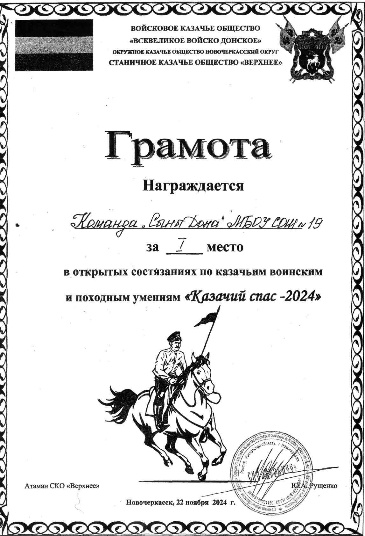 ВОЙСКОВОЕ КАЗАЧЬЕ ОБЩЕСТВО
«ВСЕВЕЛИКОЕ ВОЙСКО ДОНСКОЕ»
ОКРУЖНОЕ КАЗАЧЬЕ ОБЩЕСТВО НОВОЧЕРКАССКИЙ ОКРУГ
СТАНИЧНОЕ КАЗАЧЬЕ ОБЩЕСТВО «ВЕРХНЕЕ»
Грамота
Награждается
Команда „Сыны Дона" МБОУ СОШ №19
за I место
в открытых состязаниях по казачьим воинским
и походным умениям «Казачий спас -2024»
Атаман СКО «Верхнее»
Рущенко
Новочеркасск, 22 ноября 2024 г.